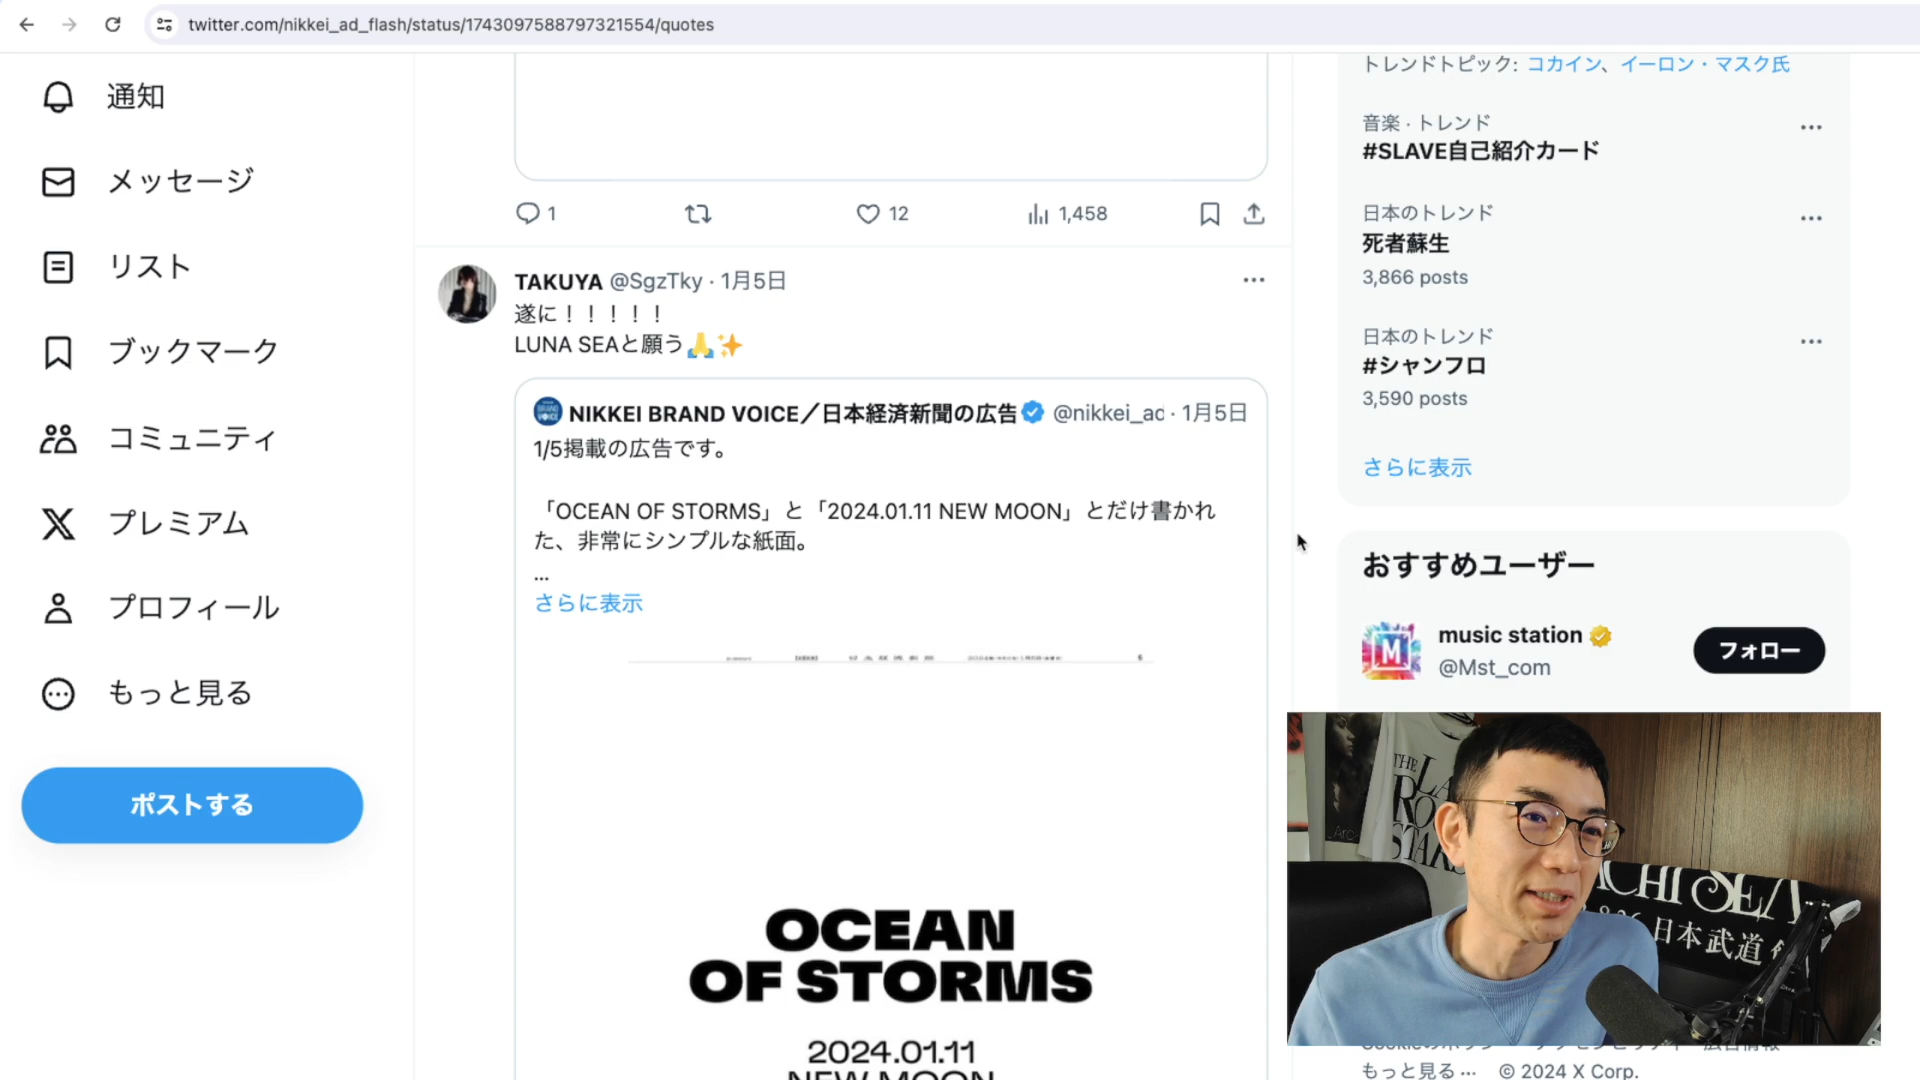 twitter.com/nikkei_ad_flash/status/1743097588797321554/quotes
通知
メッセージ
リスト
ブックマーク
コミュニティ
プレミアム
プロフィール
もっと見る
ポストする
1
12
1,458
TAKUYA @SgzTky · 1月5日
遂に！！！！！
LUNA SEAと願う🙏✨
NIKKEI BRAND VOICE／日本経済新聞の広告 @nikkei_ad · 1月5日
1/5掲載の広告です。
「OCEAN OF STORMS」と「2024.01.11 NEW MOON」とだけ書かれ
た、非常にシンプルな紙面。
...
さらに表示
OCEAN
OF STORMS
2024.01.11
NEW MOON
トレンドトピック: コカイン、イーロン・マスク氏
音楽 · トレンド
#SLAVE自己紹介カード
日本のトレンド
死者蘇生
3,866 posts
日本のトレンド
#シャンフロ
3,590 posts
さらに表示
おすすめユーザー
music station
@Mst_com
フォロー
THE LA
RO
STAR
Arc
ACHI SEA
日本武道
もっと見る ... © 2024 X Corp.